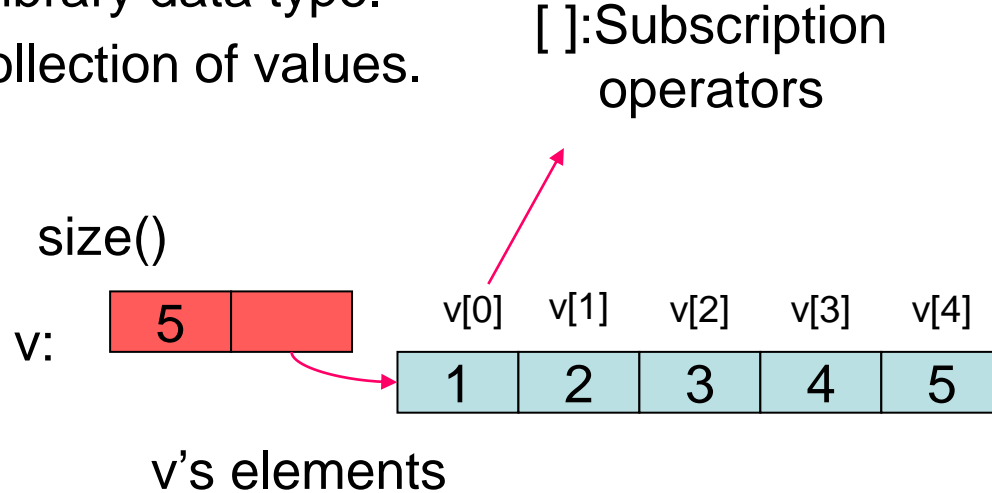 library data type.
ollection of values.
[ ]:Subscription
operators
size()
v:
5
v[0] v[1] v[2] v[3] v[4]
1 2 3 4 5
v’s elements